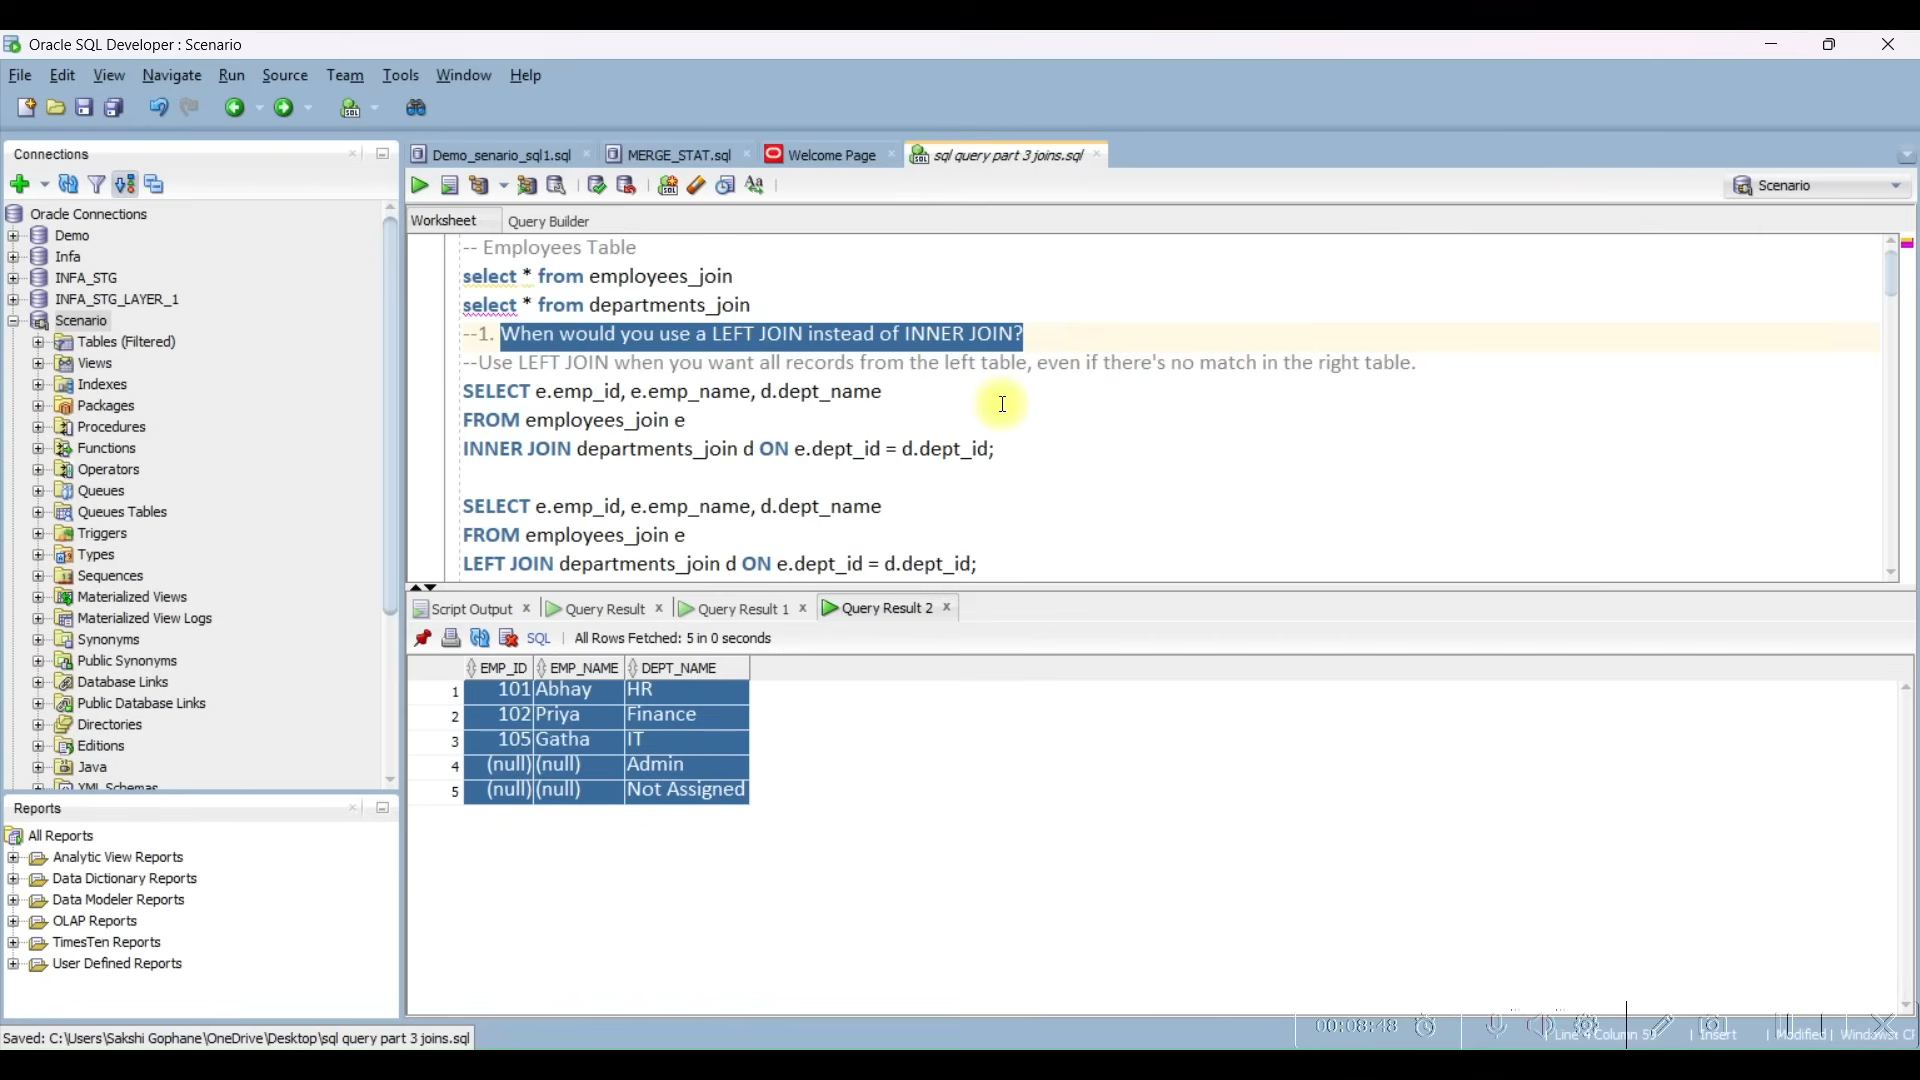 Oracle SQL Developer : Scenario
File Edit View Navigate Run Source Team Tools Window Help
Connections
Oracle Connections
Demo
Infa
INFA_STG
INFA_STG_LAYER_1
Scenario
Tables (Filtered)
Views
Indexes
Packages
Procedures
Functions
Operators
Queues
Queues Tables
Triggers
Types
Sequences
Materialized Views
Materialized View Logs
Synonyms
Public Synonyms
Database Links
Public Database Links
Directories
Editions
Java
XML Schemas
Reports
All Reports
Analytic View Reports
Data Dictionary Reports
Data Modeler Reports
OLAP Reports
TimesTen Reports
User Defined Reports
Demo_senario_sql1.sql MERGE_STAT.sql Welcome Page sql query part 3 joins.sql
Scenario
Worksheet Query Builder
-- Employees Table
select * from employees_join
select * from departments_join
--1. When would you use a LEFT JOIN instead of INNER JOIN?
--Use LEFT JOIN when you want all records from the left table, even if there's no match in the right table.
SELECT e.emp_id, e.emp_name, d.dept_name
FROM employees_join e
INNER JOIN departments_join d ON e.dept_id = d.dept_id;
SELECT e.emp_id, e.emp_name, d.dept_name
FROM employees_join e
LEFT JOIN departments_join d ON e.dept_id = d.dept_id;
Script Output Query Result Query Result 1 Query Result 2
SQL All Rows Fetched: 5 in 0 seconds
EMP_ID EMP_NAME DEPT_NAME
1 101 Abhay HR
2 102 Priya Finance
3 105 Gatha IT
4 (null) (null) Admin
5 (null) (null) Not Assigned
Saved: C:\Users\Sakshi Gophane\OneDrive\Desktop\sql query part 3 joins.sql
00:08:48
Line 4 Column 59 Insert Modified